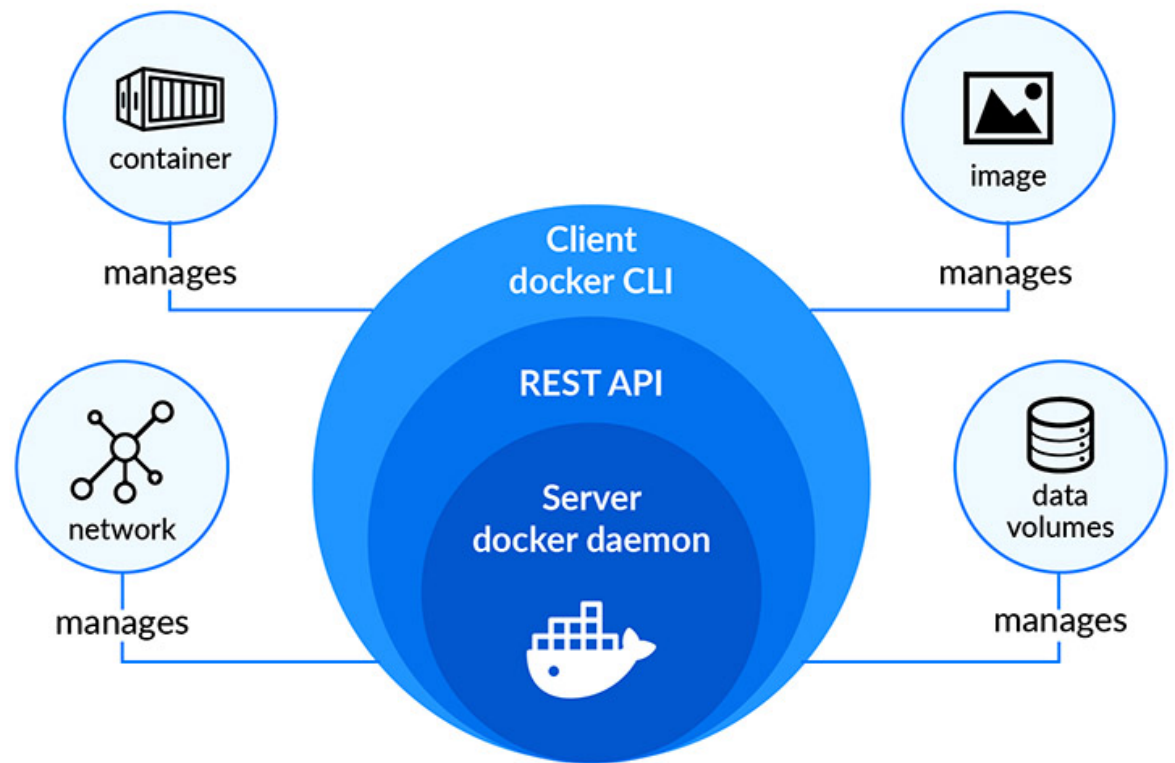 container
image
manages
manages
Client
docker CLI
REST API
Server
docker daemon
network
data
volumes
manages
manages